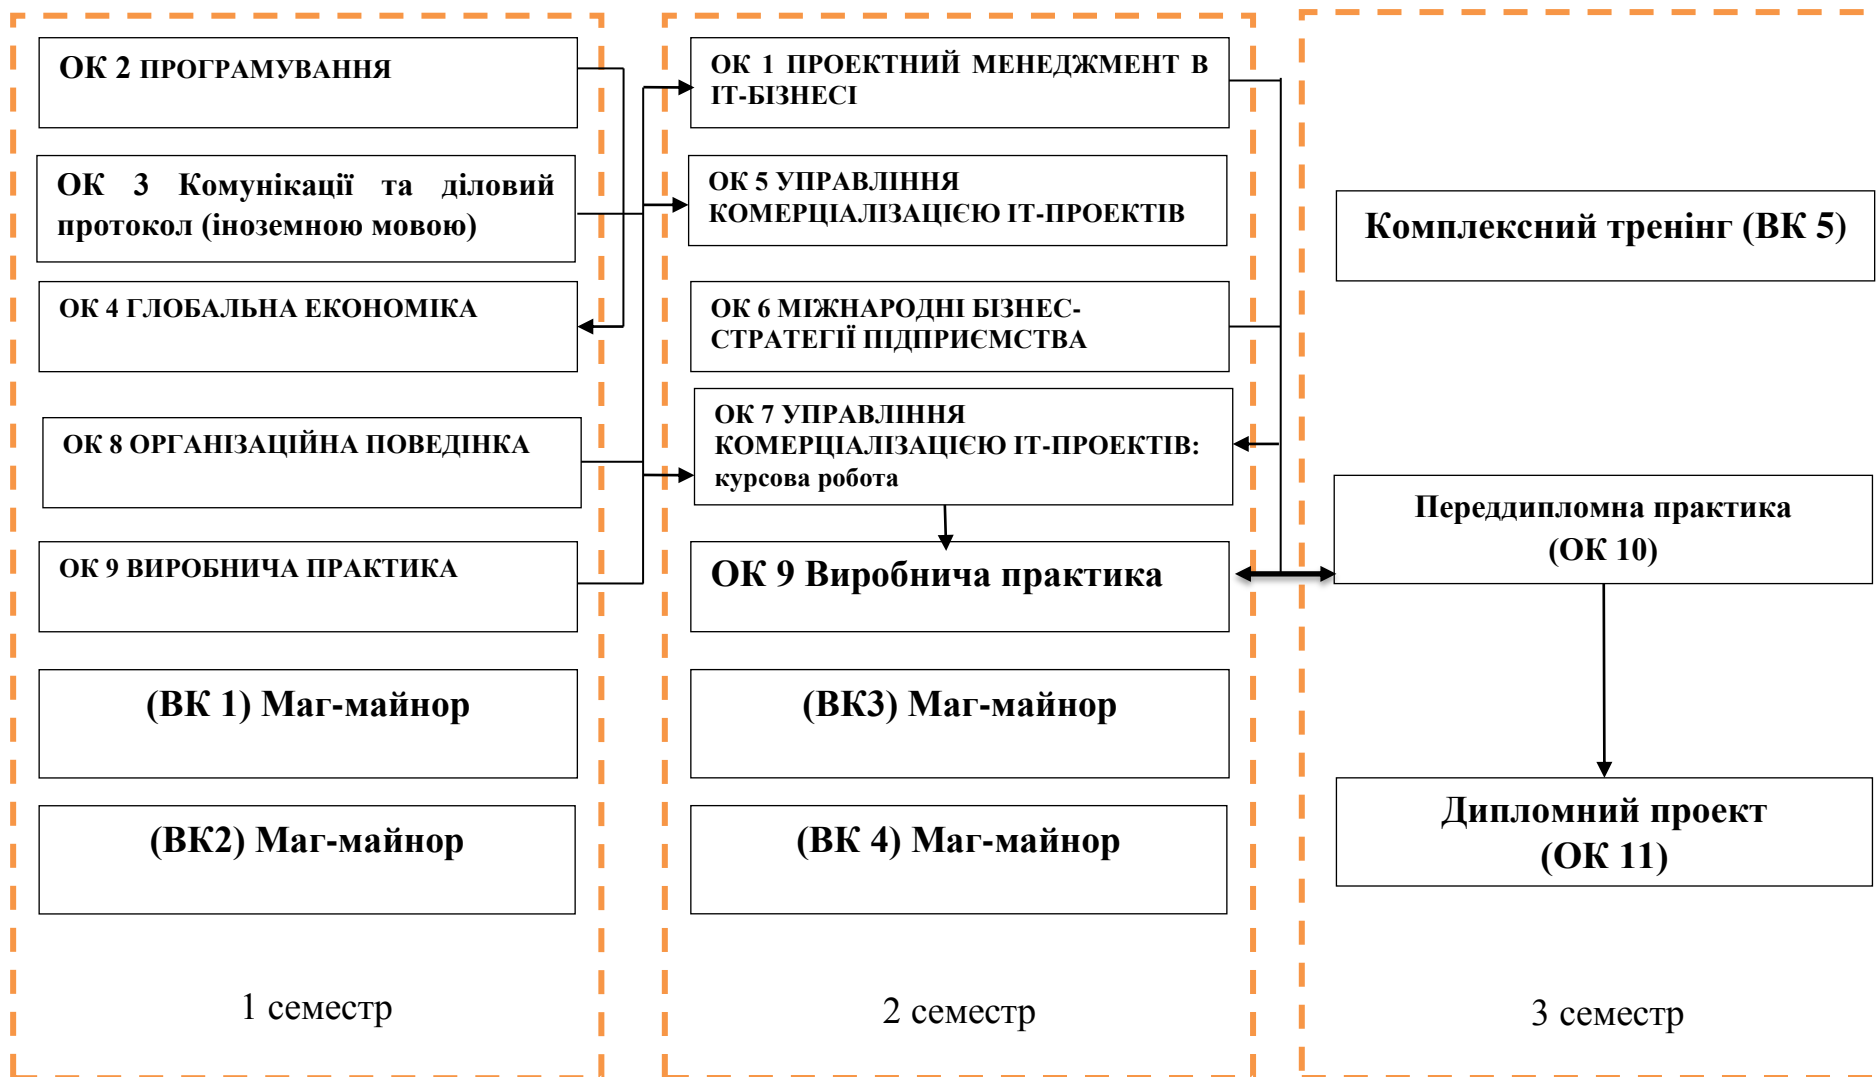 ОК 2 ПРОГРАМУВАННЯ
ОК 3 Комунікації та діловий
протокол (іноземною мовою)
ОК 4 ГЛОБАЛЬНА ЕКОНОМІКА
ОК 8 ОРГАНІЗАЦІЙНА ПОВЕДІНКА
ОК 9 ВИРОБНИЧА ПРАКТИКА
(ВК 1) Маг-майнор
(ВК2) Маг-майнор
1 семестр
ОК 1 ПРОЕКТНИЙ МЕНЕДЖМЕНТ В
ІТ-БІЗНЕСІ
ОК 5 УПРАВЛІННЯ
КОМЕРЦІАЛІЗАЦІЄЮ ІТ-ПРОЕКТІВ
ОК 6 МІЖНАРОДНІ БІЗНЕС-
СТРАТЕГІЇ ПІДПРИЄМСТВА
ОК 7 УПРАВЛІННЯ
КОМЕРЦІАЛІЗАЦІЄЮ ІТ-ПРОЕКТІВ:
курсова робота
ОК 9 Виробнича практика
(ВК3) Маг-майнор
(ВК 4) Маг-майнор
2 семестр
Комплексний тренінг (ВК 5)
Переддипломна практика
(ОК 10)
Дипломний проект
(ОК 11)
3 семестр